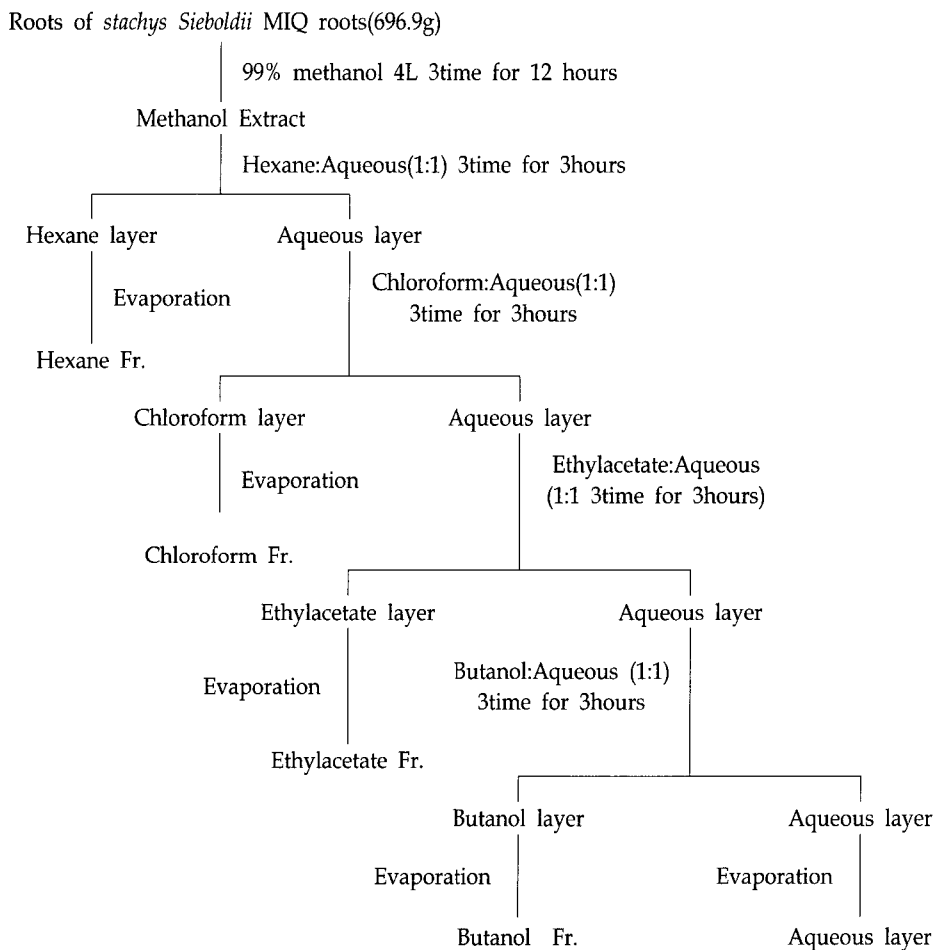 Roots of stachys Sieboldii MIQ roots(696.9g)
99% methanol 4L 3time for 12 hours
Methanol Extract
Hexane:Aqueous(1:1) 3time for 3hours
Hexane layer
Aqueous layer
Evaporation
Chloroform:Aqueous(1:1)
3time for 3hours
Hexane Fr.
Chloroform layer
Aqueous layer
Evaporation
Ethylacetate:Aqueous
(1:1 3time for 3hours)
Chloroform Fr.
Ethylacetate layer
Aqueous layer
Evaporation
Butanol:Aqueous (1:1)
3time for 3hours
Ethylacetate Fr.
Butanol layer
Aqueous layer
Evaporation
Evaporation
Butanol Fr.
Aqueous layer